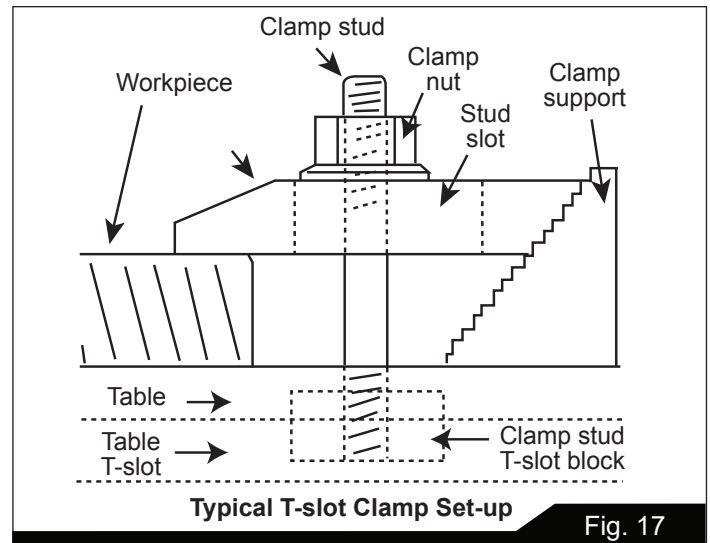 Clamp stud
Workpiece
Clamp
nut
Stud
slot
Clamp
support
Table
Table
T-slot
Clamp stud
T-slot block
Typical T-slot Clamp Set-up
Fig. 17